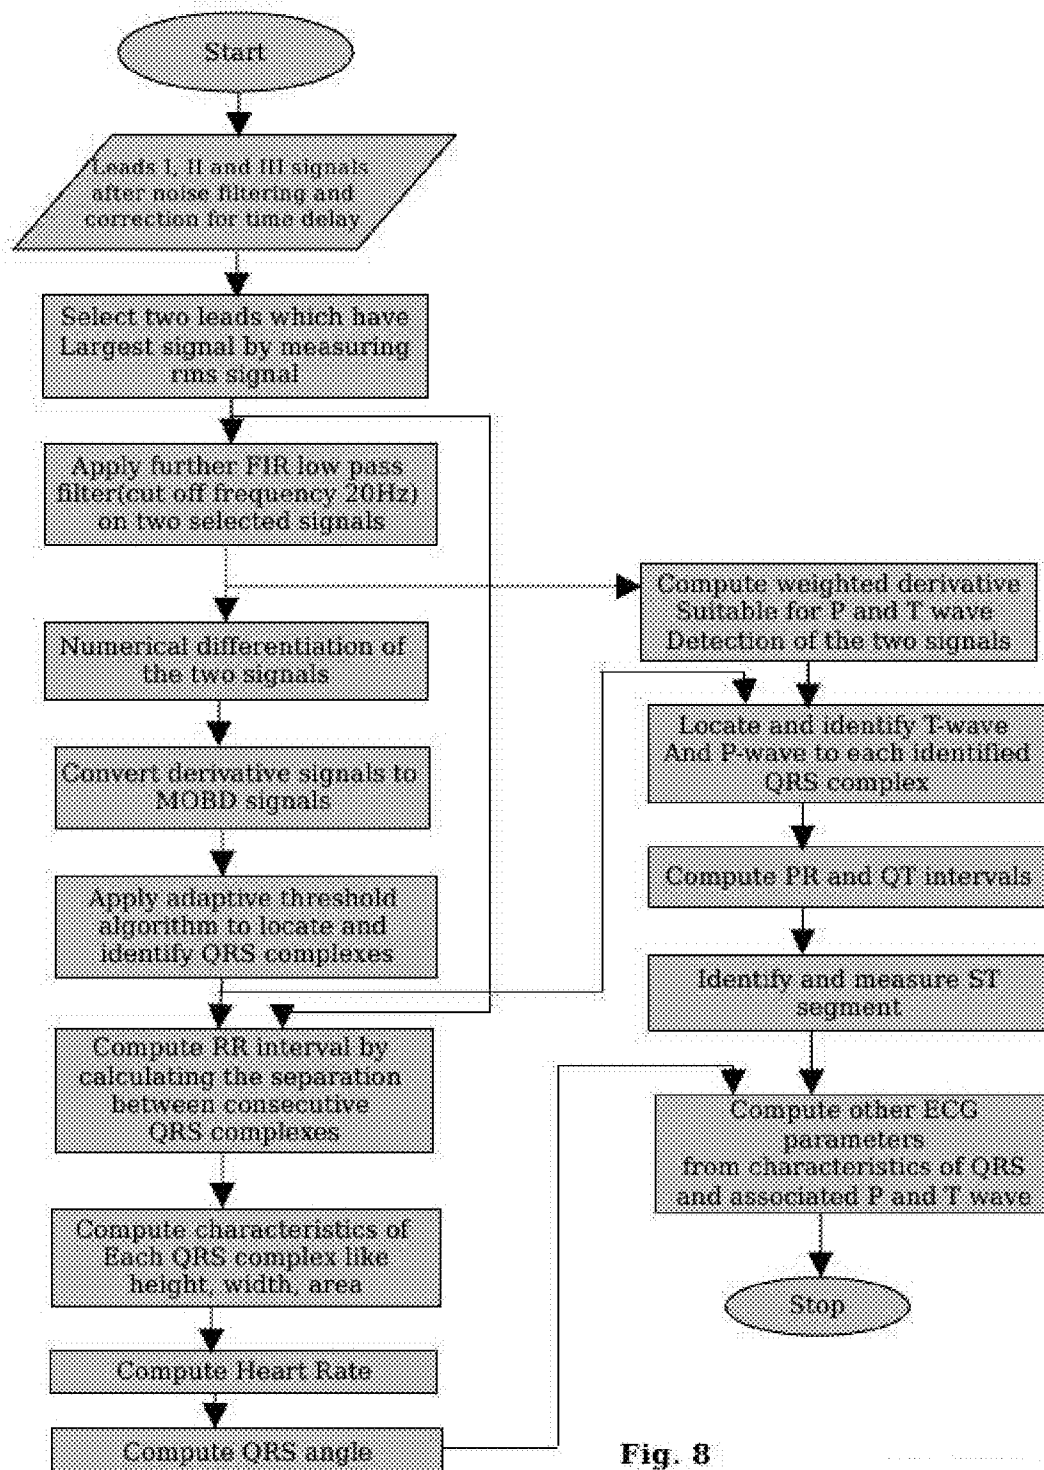 Start
Leads I, II and III signals
after noise filtering and
correction for time delay
Select two leads which have
Largest signal by measuring
rms signal
Apply further FIR low pass
filter(cut off frequency 20Hz)
on two selected signals
Numerical differentiation of
the two signals
Convert derivative signals to
MOBD signals
Apply adaptive threshold
algorithm to locate and
identify QRS complexes
Compute RR interval by
calculating the separation
between consecutive
QRS complexes
Compute characteristics of
Each QRS complex like
height, width, area
Compute Heart Rate
Compute QRS angle
Compute weighted derivative
Suitable for P and T wave
Detection of the two signals
Locate and identify T-wave
And P-wave to each identified
QRS complex
Compute PR and QT intervals
Identify and measure ST
segment
Compute other ECG
parameters
from characteristics of QRS
and associated P and T wave
Stop
Fig. 8